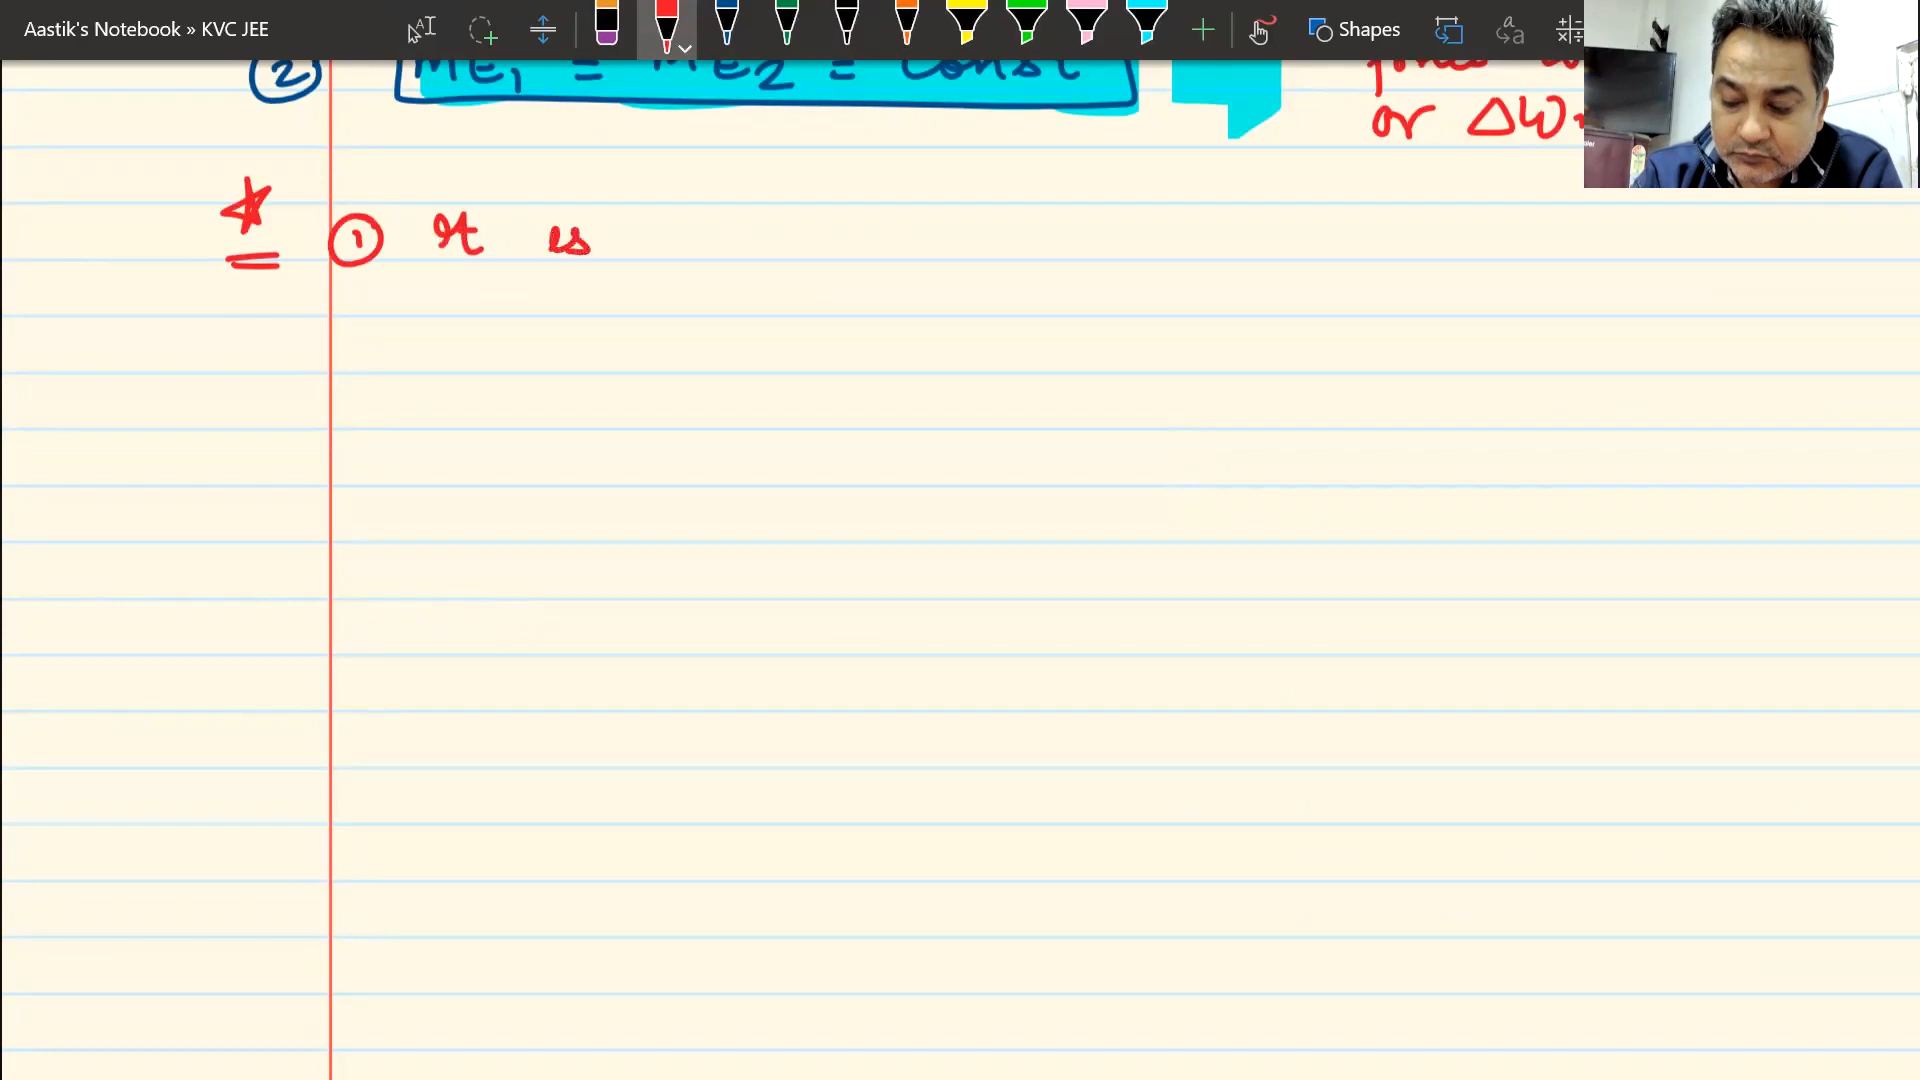 Aastik's Notebook » KVC JEE
Shapes
② ME₁ = ME₂ = Const
or ΔW
* ① It is